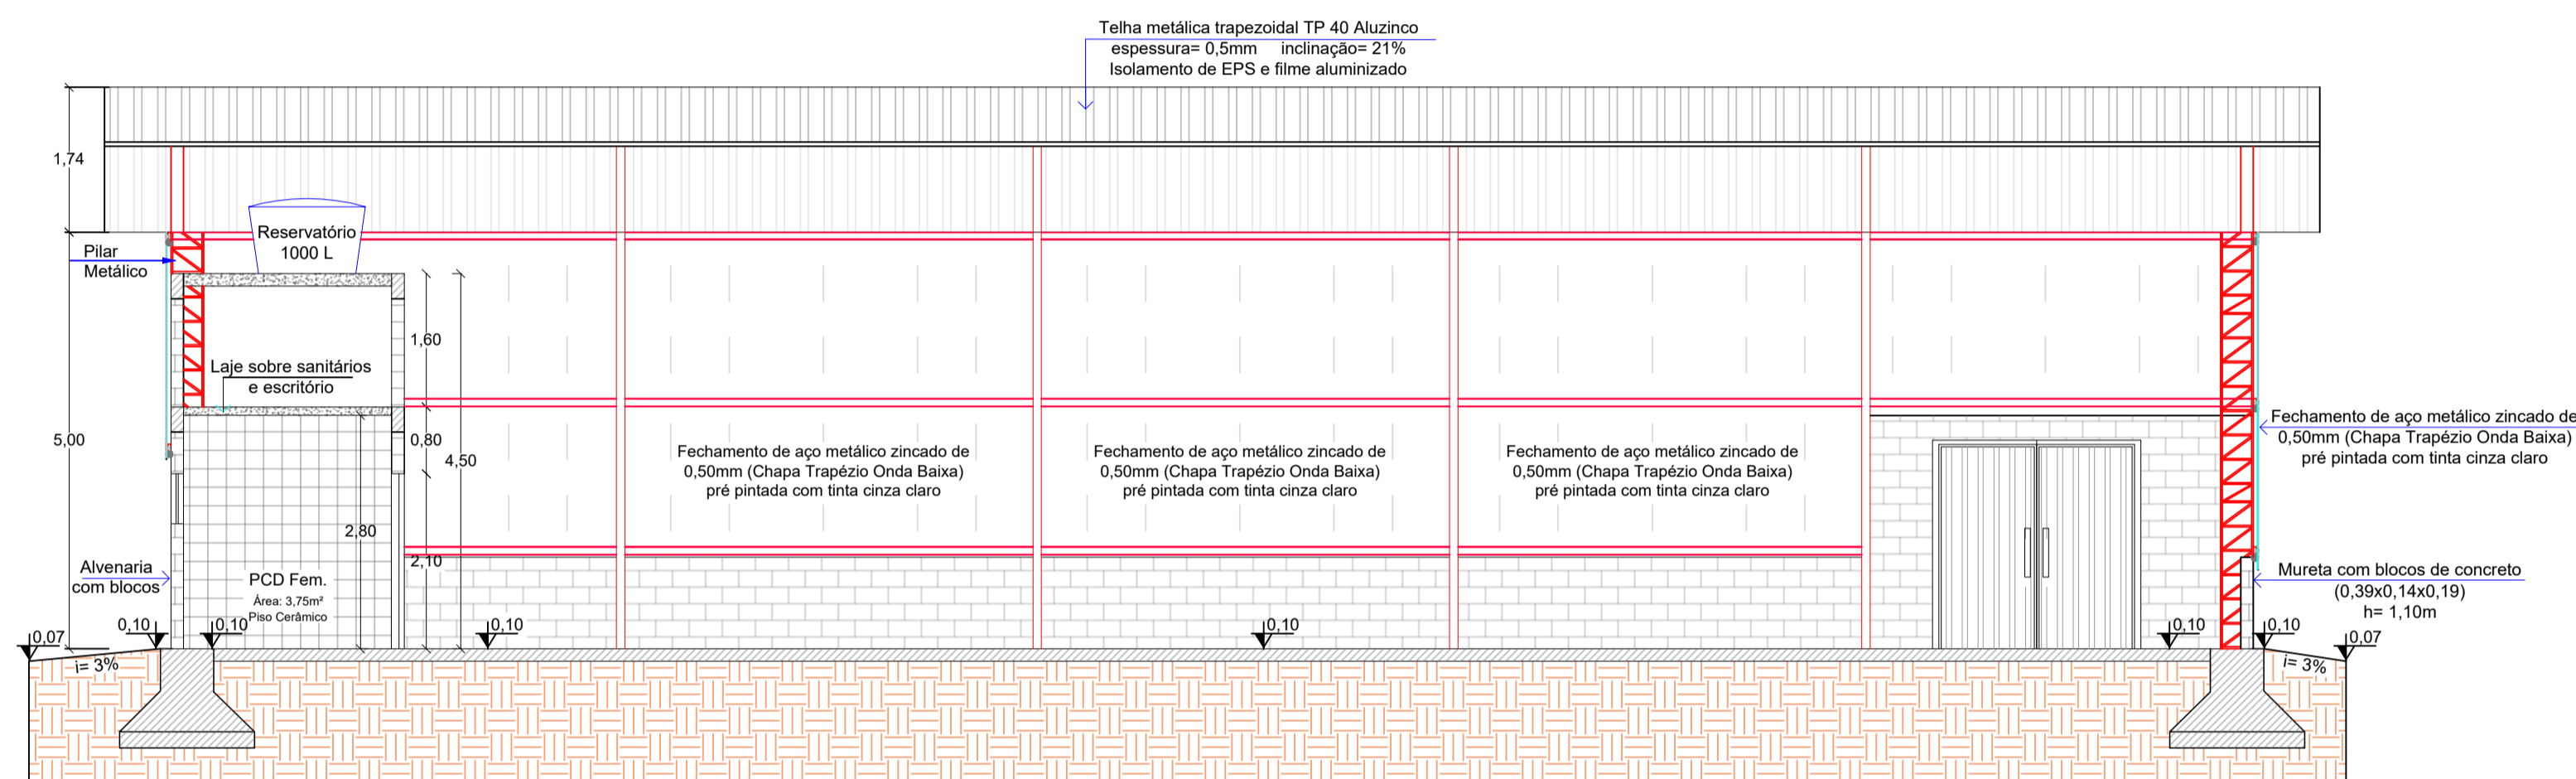 Telha metálica trapezoidal TP 40 Aluzinco
espessura= 0,5mm inclinação= 21%
Isolamento de EPS e filme aluminizado
1,74
Reservatório
1000 L
Pilar
Metálico
1,60
Laje sobre sanitários
e escritório
5,00
0,80
4,50
Fechamento de aço metálico zincado de
0,50mm (Chapa Trapézio Onda Baixa)
pré pintada com tinta cinza claro
Fechamento de aço metálico zincado de
0,50mm (Chapa Trapézio Onda Baixa)
pré pintada com tinta cinza claro
Fechamento de aço metálico zincado de
0,50mm (Chapa Trapézio Onda Baixa)
pré pintada com tinta cinza claro
Fechamento de aço metálico zincado de
0,50mm (Chapa Trapézio Onda Baixa)
pré pintada com tinta cinza claro
2,80
2,10
Alvenaria
com blocos
PCD Fem.
Área: 3,75m²
Piso Cerâmico
Mureta com blocos de concreto
(0,39x0,14x0,19)
h= 1,10m
0,07
0,10
0,10
0,10
0,10
0,10
0,10
0,07
i= 3%
i= 3%